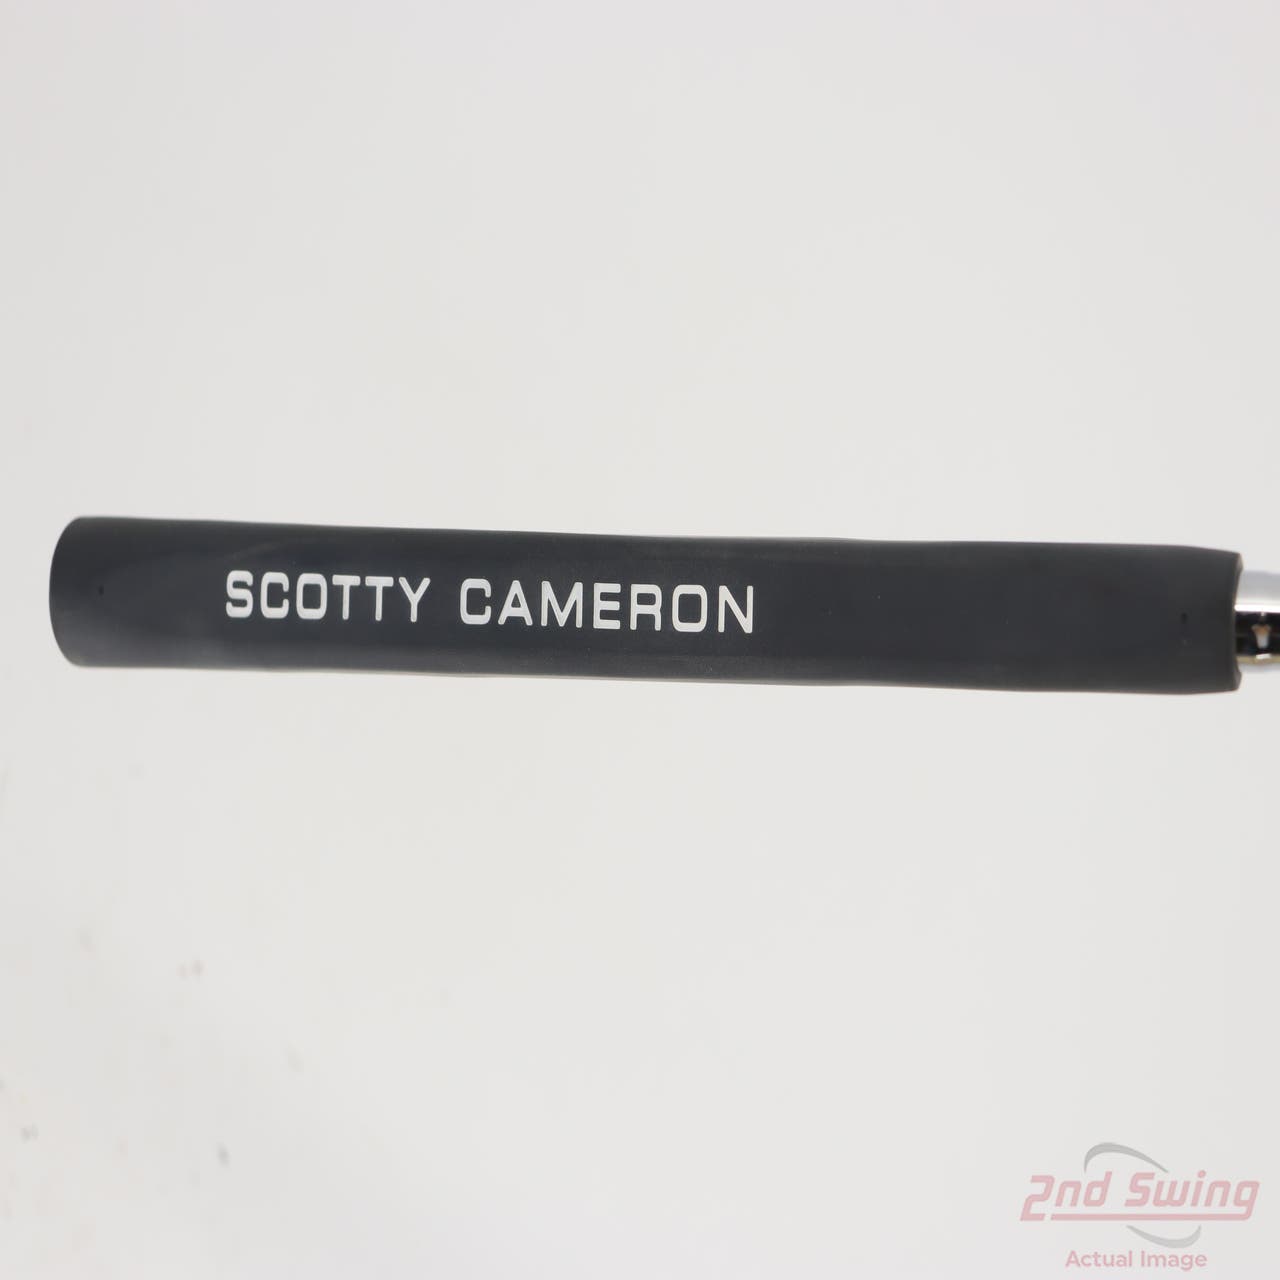 SCOTTY CAMERON
2nd Swing
Actual Image